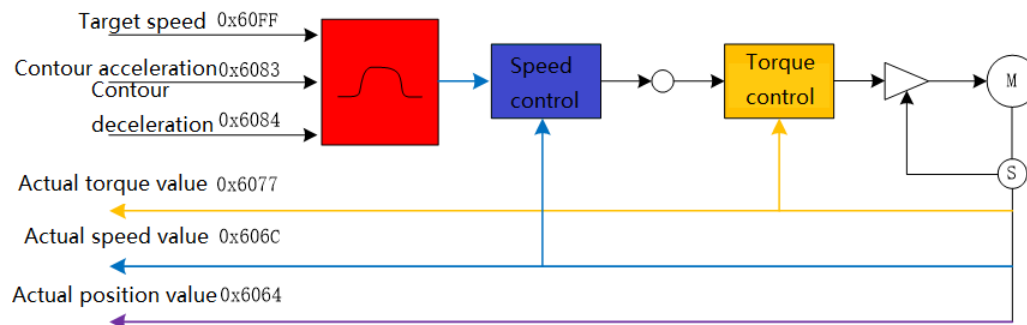 Target speed 0x60FF
Contour acceleration 0x6083
Contour
deceleration 0x6084
Speed
control
Torque
control
M
S
Actual torque value 0x6077
Actual speed value 0x606C
Actual position value 0x6064